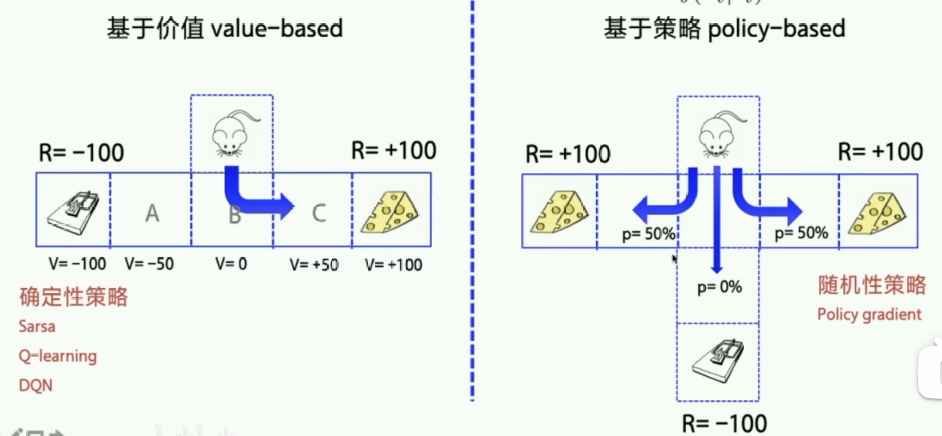 基于价值 value-based
R= -100
R= +100
A
B
C
V= -100
V= -50
V= 0
V= +50
V= +100
确定性策略
Sarsa
Q-learning
DQN
基于策略 policy-based
R= +100
R= +100
p= 50%
p= 50%
p= 0%
随机性策略
Policy gradient
R= -100